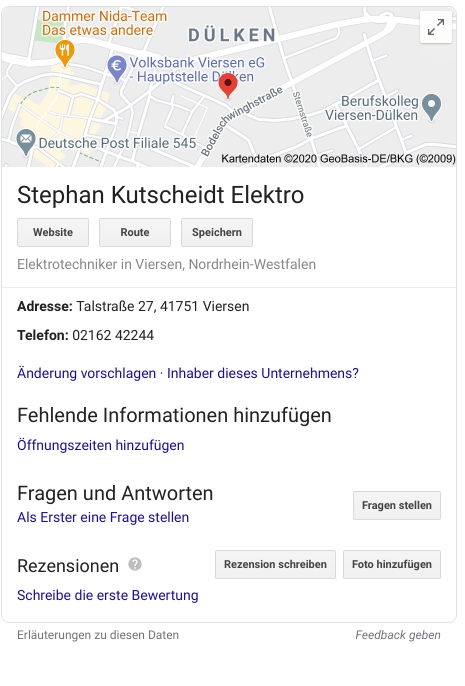 Dammer Nida-Team
Das etwas andere
DÜLKEN
Volksbank Viersen eG
- Hauptstelle Dülken
Bodelschwinghstraße
Sternstraße
Berufskolleg
Viersen-Dülken
Deutsche Post Filiale 545
Kartendaten ©2020 GeoBasis-DE/BKG (©2009)
Stephan Kutscheidt Elektro
Website Route Speichern
Elektrotechniker in Viersen, Nordrhein-Westfalen
Adresse: Talstraße 27, 41751 Viersen
Telefon: 02162 42244
Änderung vorschlagen · Inhaber dieses Unternehmens?
Fehlende Informationen hinzufügen
Öffnungszeiten hinzufügen
Fragen und Antworten
Fragen stellen
Als Erster eine Frage stellen
Rezensionen ? Rezension schreiben Foto hinzufügen
Schreibe die erste Bewertung
Erläuterungen zu diesen Daten Feedback geben